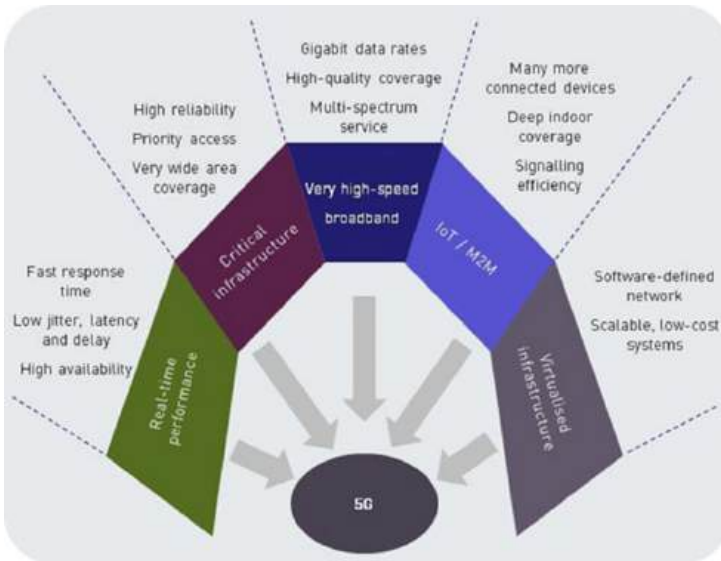 Gigabit data rates
High-quality coverage
Multi-spectrum
service
Many more
connected devices
Deep indoor
coverage
Signalling
efficiency
High reliability
Priority access
Very wide area
coverage
Very high-speed
broadband
Critical
infrastructure
IoT / M2M
Fast response
time
Low jitter, latency
and delay
High availability
Real-time
performance
Software-defined
network
Scalable, low-cost
systems
Virtualised
infrastructure
5G